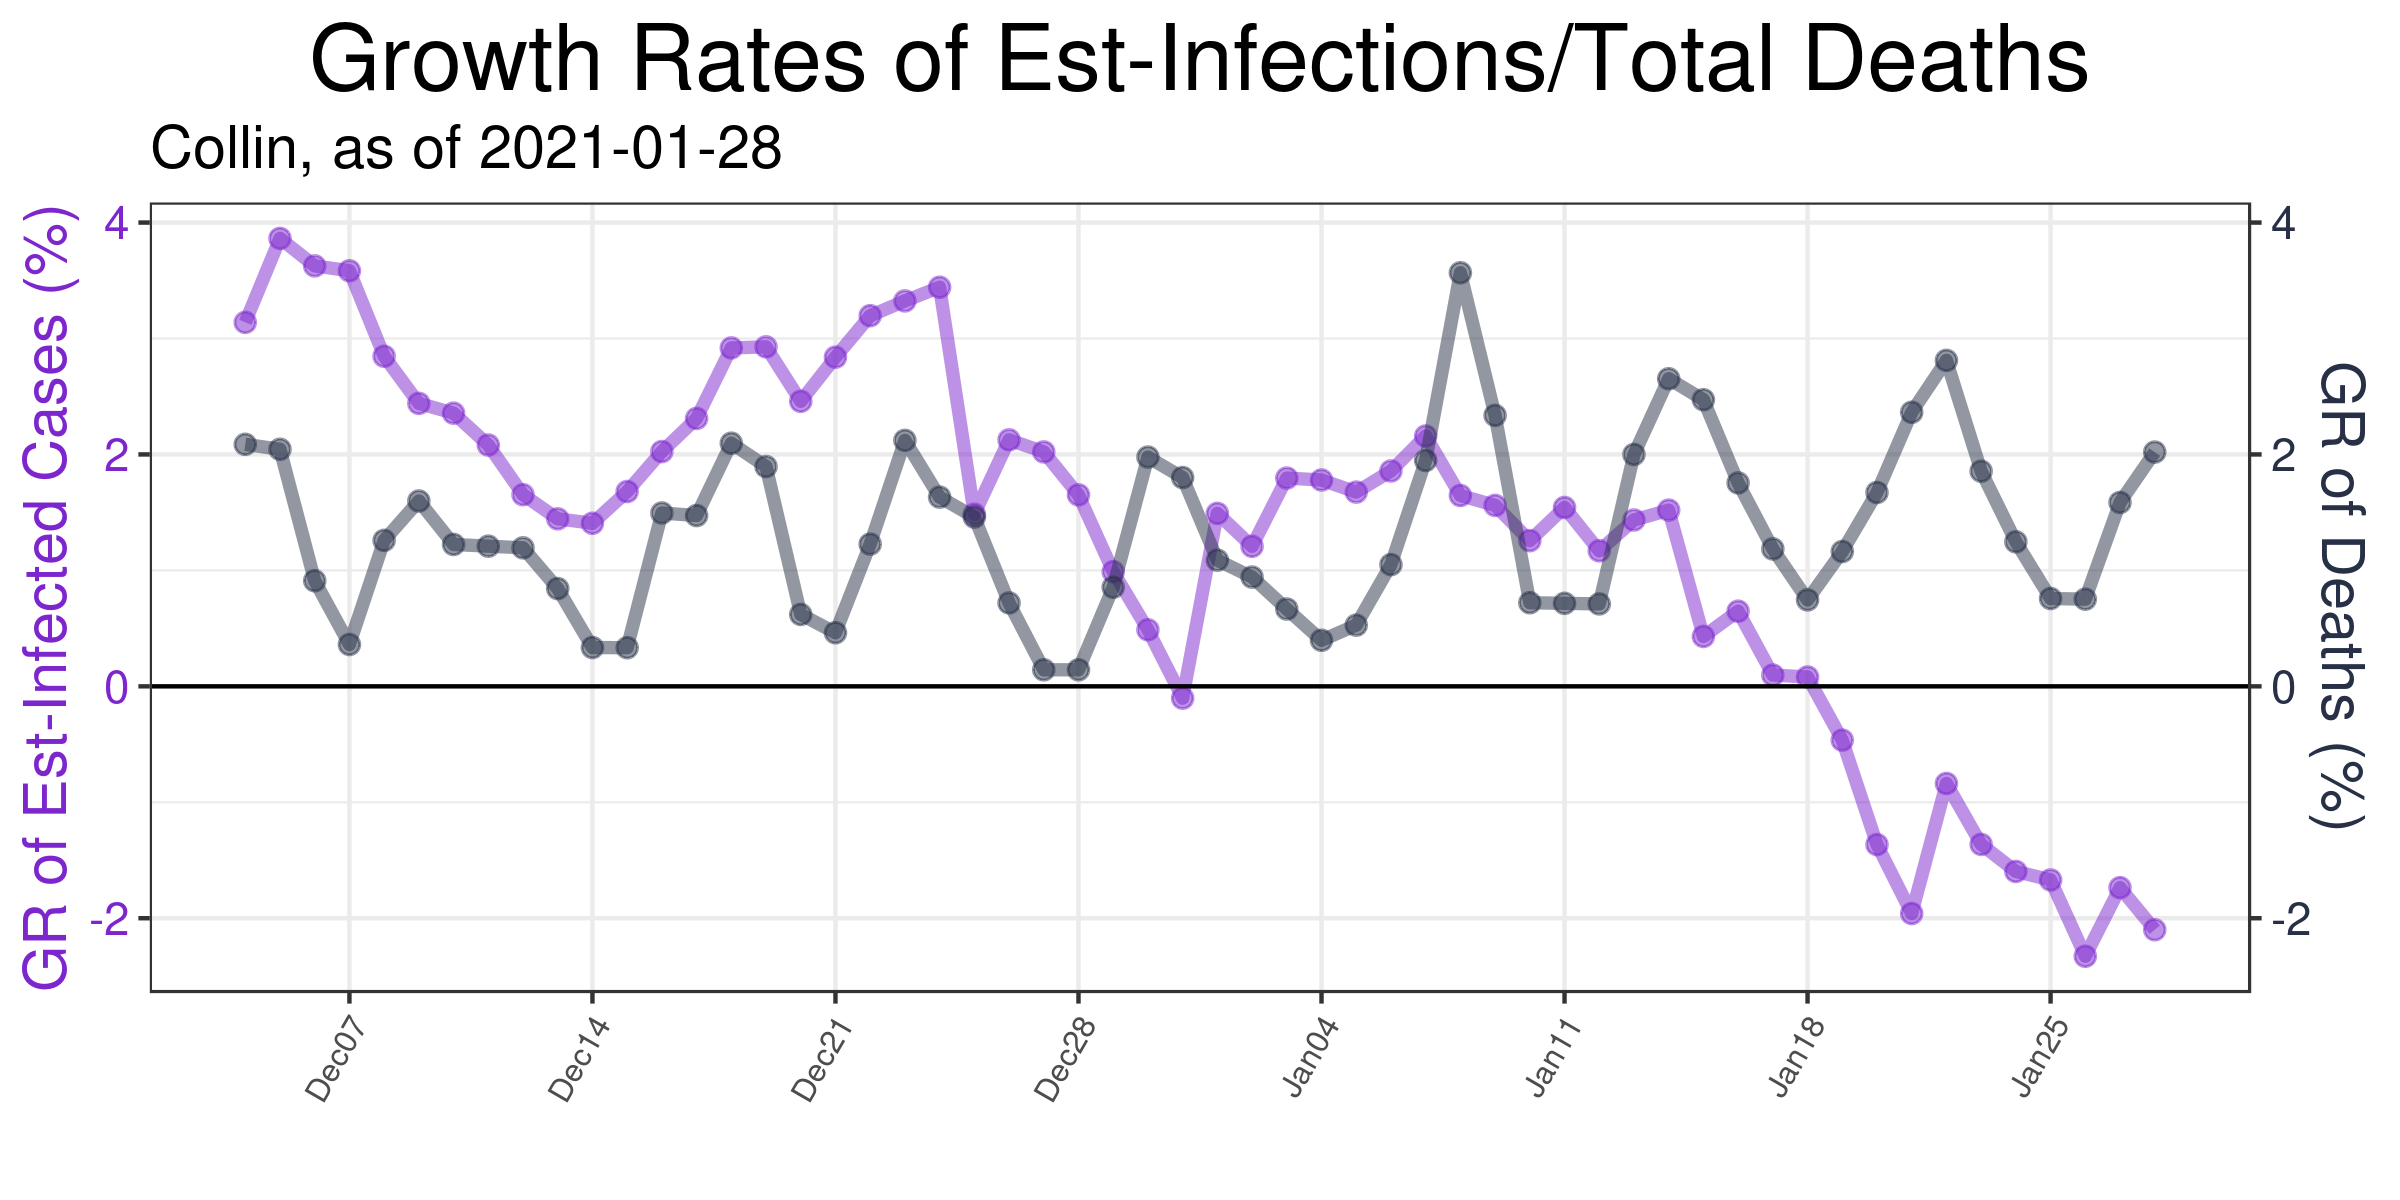 Growth Rates of Est-Infections/Total Deaths
Collin, as of 2021-01-28
GR of Est-Infected Cases (%)
4
2
0
-2
4
2
0
-2
GR of Deaths (%)
Dec07
Dec14
Dec21
Dec28
Jan04
Jan11
Jan18
Jan25